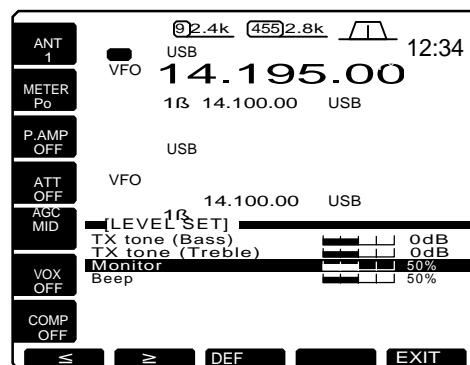 ANT
1
METER
Po
P.AMP
OFF
ATT
OFF
AGC
MID
VOX
OFF
COMP
OFF
9 2.4k 455 2.8k
12:34
USB
VFO
14.195.00
1ß 14.100.00 USB
USB
VFO
14.100.00 USB
1ß
[LEVEL SET]
TX tone (Bass) 0dB
TX tone (Treble) 0dB
Monitor 50%
Beep 50%
≤ ≥ DEF EXIT